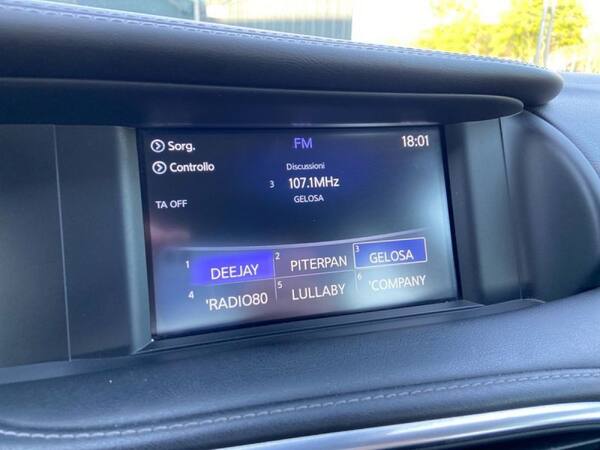 Sorg. FM 18:01
Controllo Discussioni
3 107.1MHz
TA OFF GELOSA
1 DEEJAY 2 PITERPAN 3 GELOSA
4 'RADIO80 5 LULLABY 6 'COMPANY